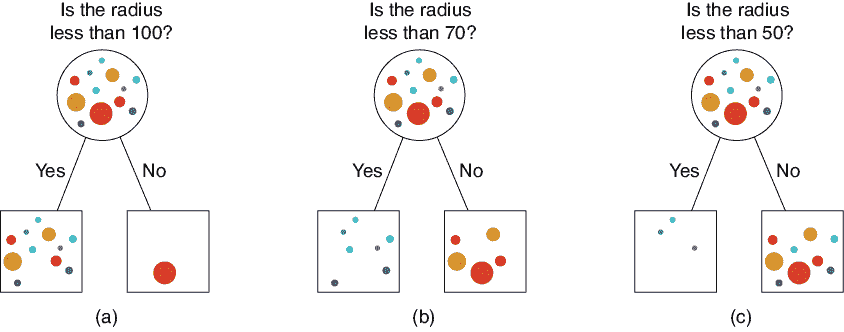 Is the radius
less than 100?
Yes
No
(a)
Is the radius
less than 70?
Yes
No
(b)
Is the radius
less than 50?
Yes
No
(c)